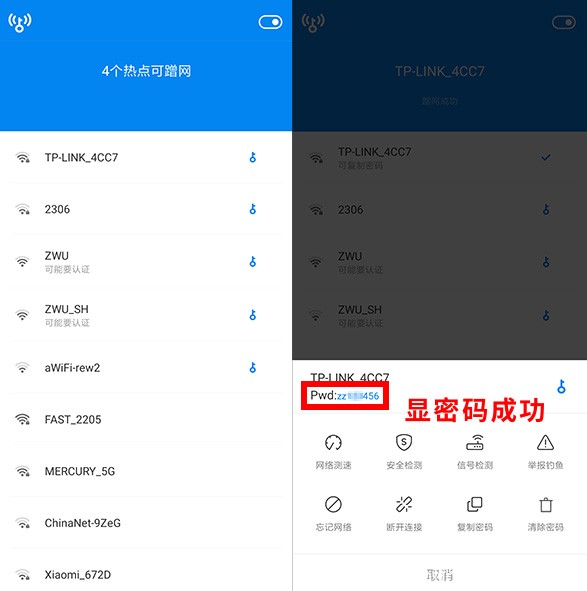 4个热点可蹭网
TP-LINK_4CC7
2306
ZWU
可能要认证
ZWU_SH
可能要认证
aWiFi-rew2
FAST_2205
MERCURY_5G
ChinaNet-9ZeG
Xiaomi_672D
TP-LINK_4CC7
蹭网成功
TP-LINK_4CC7
可复制密码
2306
ZWU
可能要认证
ZWU_SH
可能要认证
TP-LINK_4CC7
Pwd:zz 456
显密码成功
网络测速 安全检测 信号检测 举报钓鱼
忘记网络 断开连接 复制密码 清除密码
取消